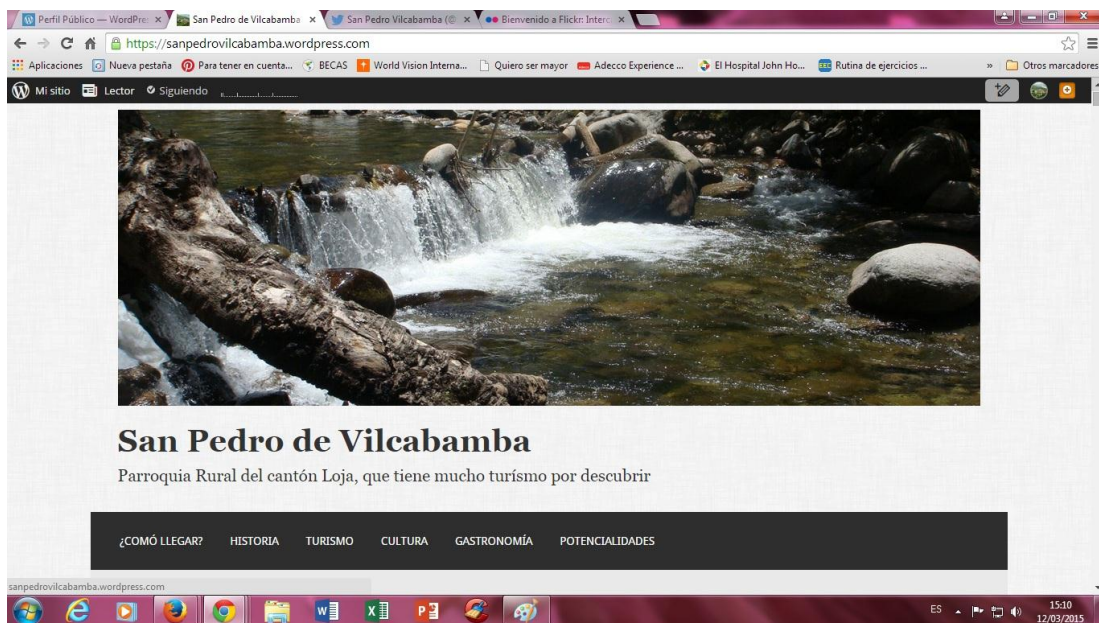 Perfil Público — WordPre
San Pedro de Vilcabamba
San Pedro Vilcabamba (@
Bienvenido a Flickr: Interc
https://sanpedrovilcabamba.wordpress.com
Aplicaciones
Nueva pestaña
Para tener en cuenta...
BECAS
World Vision Interna...
Quiero ser mayor
Adecco Experience ...
El Hospital John Ho...
Rutina de ejercicios ...
»
Otros marcadores
Mi sitio
Lector
Siguiendo
San Pedro de Vilcabamba
Parroquia Rural del cantón Loja, que tiene mucho turísmo por descubrir
¿COMÓ LLEGAR?
HISTORIA
TURISMO
CULTURA
GASTRONOMÍA
POTENCIALIDADES
sanpedrovilcabamba.wordpress.com
ES
15:10
12/03/2015